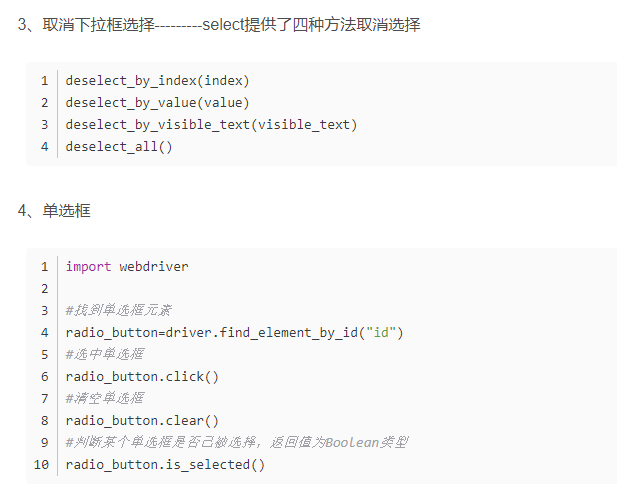 3、取消下拉框选择---------select提供了四种方法取消选择
1 deselect_by_index(index)
2 deselect_by_value(value)
3 deselect_by_visible_text(visible_text)
4 deselect_all()
4、单选框
1 import webdriver
2
3 #找到单选框元素
4 radio_button=driver.find_element_by_id("id")
5 #选中单选框
6 radio_button.click()
7 #清空单选框
8 radio_button.clear()
9 #判断某个单选框是否已被选择，返回值为Boolean类型
10 radio_button.is_selected()